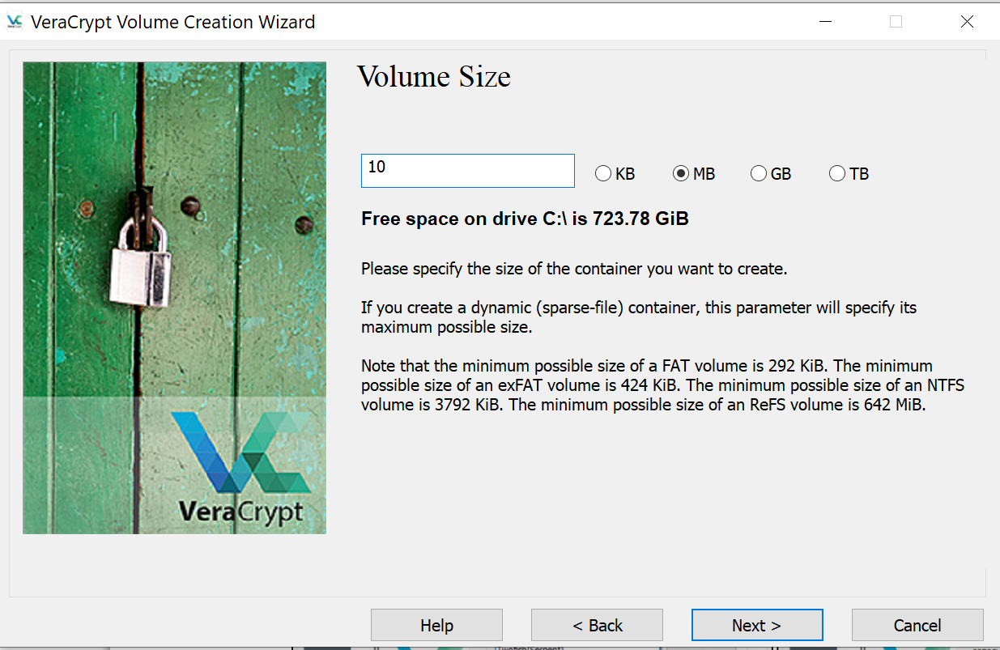 VeraCrypt Volume Creation Wizard
Volume Size
10
KB
MB
GB
TB
Free space on drive C:\ is 723.78 GiB
Please specify the size of the container you want to create.
If you create a dynamic (sparse-file) container, this parameter will specify its
maximum possible size.
Note that the minimum possible size of a FAT volume is 292 KiB. The minimum
possible size of an exFAT volume is 424 KiB. The minimum possible size of an NTFS
volume is 3792 KiB. The minimum possible size of an ReFS volume is 642 MiB.
VeraCrypt
Help
< Back
Next >
Cancel